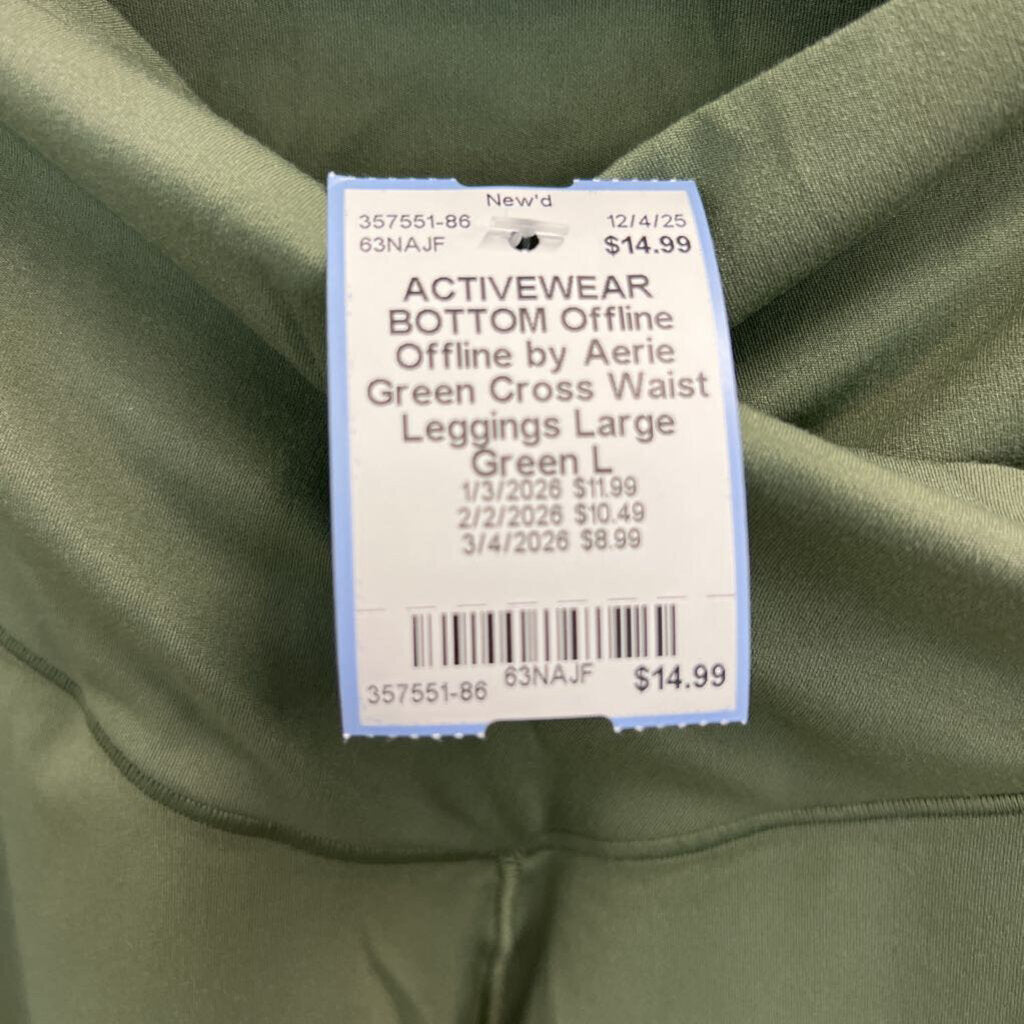 New'd
357551-86 12/4/25
63NAJF $14.99
ACTIVEWEAR
BOTTOM Offline
Offline by Aerie
Green Cross Waist
Leggings Large
Green L
1/3/2026 $11.99
2/2/2026 $10.49
3/4/2026 $8.99
357551-86 63NAJF $14.99